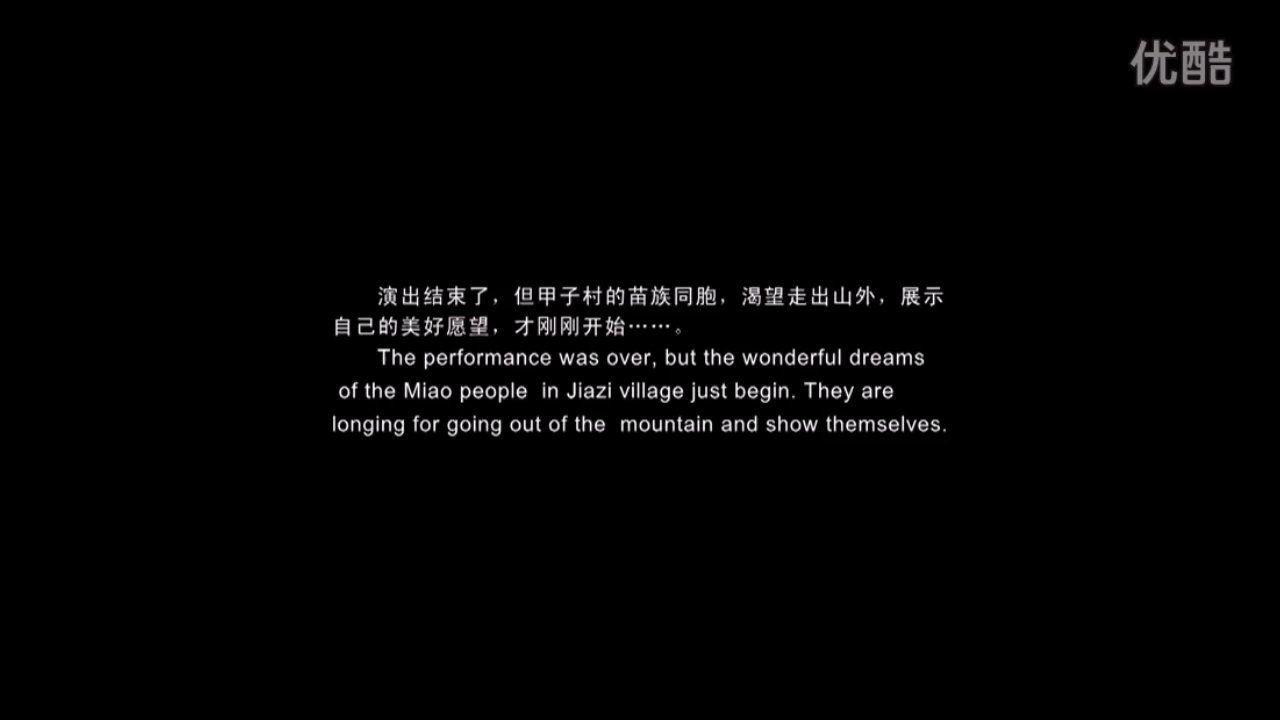 优酷
演出结束了，但甲子村的苗族同胞，渴望走出山外，展示
自己的美好愿望，才刚刚开始……。
The performance was over, but the wonderful dreams
of the Miao people  in Jiazi village just begin. They are
longing for going out of the  mountain and show themselves.